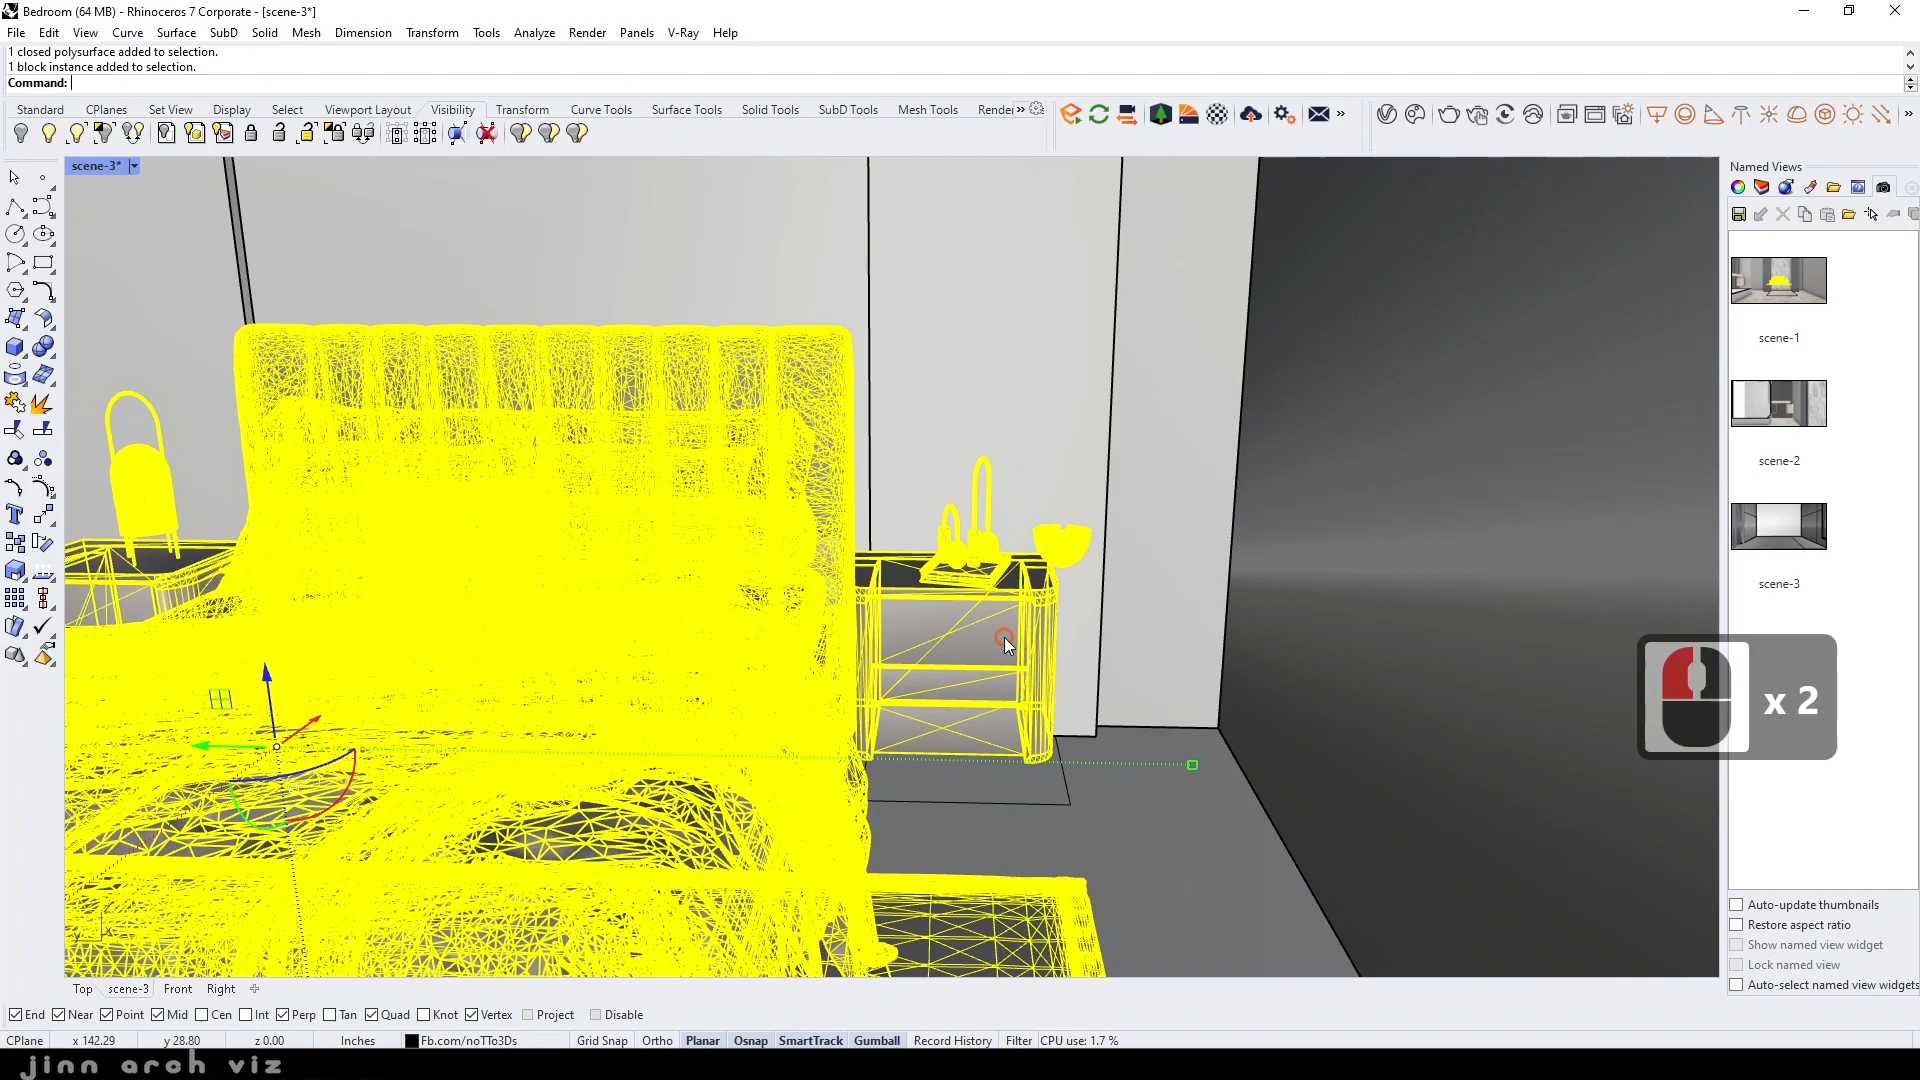 Bedroom (64 MB) - Rhinoceros 7 Corporate - [scene-3*]
File Edit View Curve Surface SubD Solid Mesh Dimension Transform Tools Analyze Render Panels V-Ray Help
1 closed polysurface added to selection.
1 block instance added to selection.
Command:
Standard CPlanes Set View Display Select Viewport Layout Visibility Transform Curve Tools Surface Tools Solid Tools SubD Tools Mesh Tools Render »
scene-3*
Named Views
scene-1
scene-2
scene-3
x 2
Auto-update thumbnails
Restore aspect ratio
Show named view widget
Lock named view
Auto-select named view widgets
Top scene-3 Front Right
End Near Point Mid Cen Int Perp Tan Quad Knot Vertex Project Disable
CPlane x 142.29 y 28.80 z 0.00 Inches Fb.com/noTTo3Ds Grid Snap Ortho Planar Osnap SmartTrack Gumball Record History Filter CPU use: 1.7 %
jinn arch viz